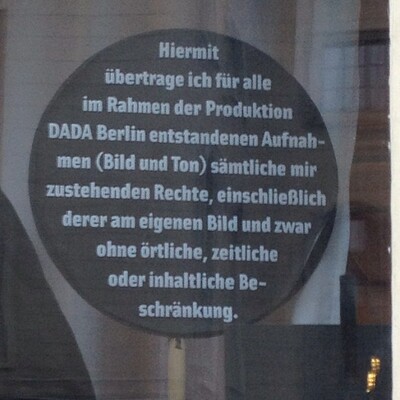 Hiermit
übertrage ich für alle
im Rahmen der Produktion
DADA Berlin entstandenen Aufnah-
men (Bild und Ton) sämtliche mir
zustehenden Rechte, einschließlich
derer am eigenen Bild und zwar
ohne örtliche, zeitliche
oder inhaltliche Be-
schränkung.